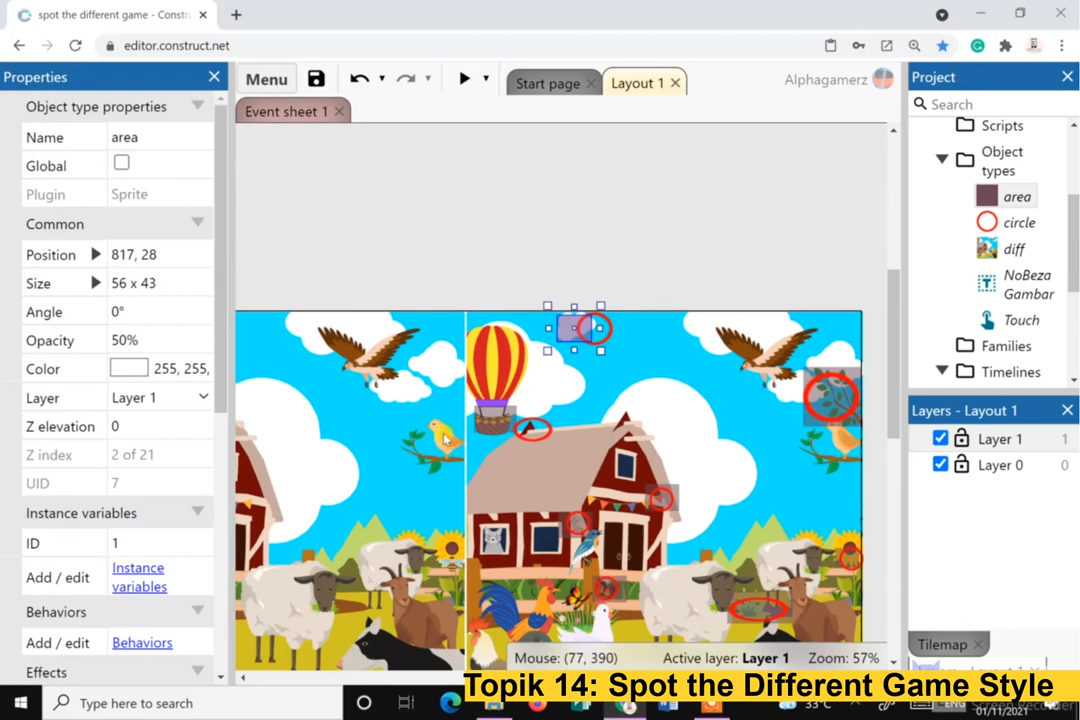 spot the different game - Constr
editor.construct.net
Properties
Menu
Start page
Layout 1
Alphagamerz
Project
Event sheet 1
Search
Object type properties
Name area
Global
Plugin Sprite
Common
Position 817, 28
Size 56 x 43
Angle 0°
Opacity 50%
Color 255, 255,
Layer Layer 1
Z elevation 0
Z index 2 of 21
UID 7
Instance variables
ID 1
Add / edit Instance variables
Behaviors
Add / edit Behaviors
Effects
Scripts
Object types
area
circle
diff
NoBeza Gambar
Touch
Families
Timelines
Layers - Layout 1
Layer 1 1
Layer 0 0
Tilemap
Mouse: (77, 390) Active layer: Layer 1 Zoom: 57%
Type here to search
33°C
ENG
01/11/2021
Topik 14: Spot the Different Game Style